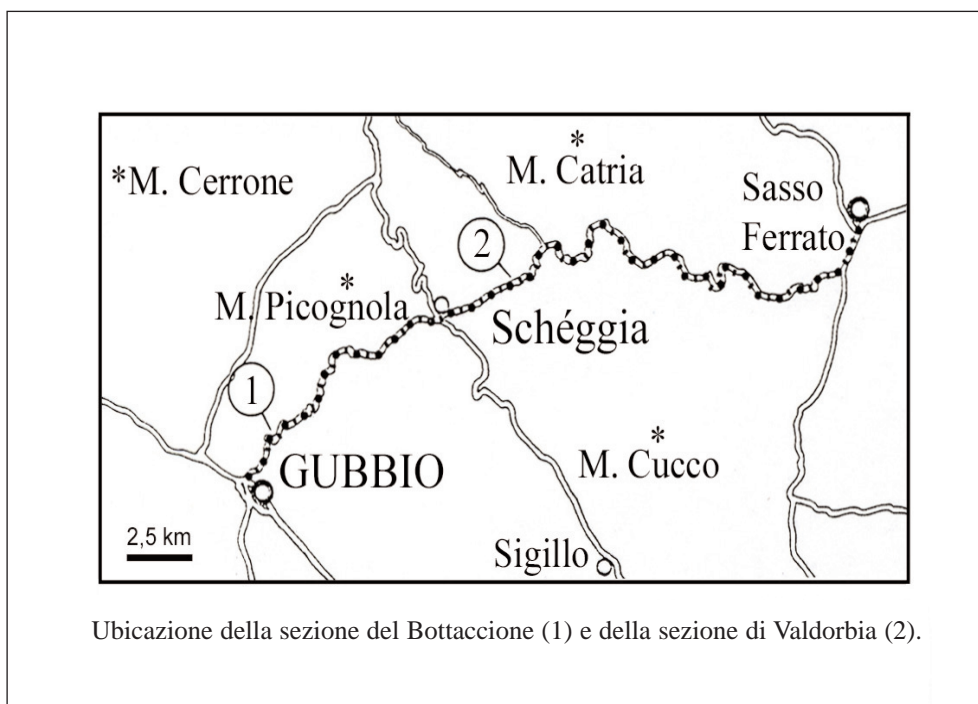 M. Catria
*M. Cerrone
Sasso
Ferrato
2
M. Picognola
Schéggia
1
M. Cucco
GUBBIO
2,5 km
Sigillo
Ubicazione della sezione del Bottaccione (1) e della sezione di Valdorbia (2).